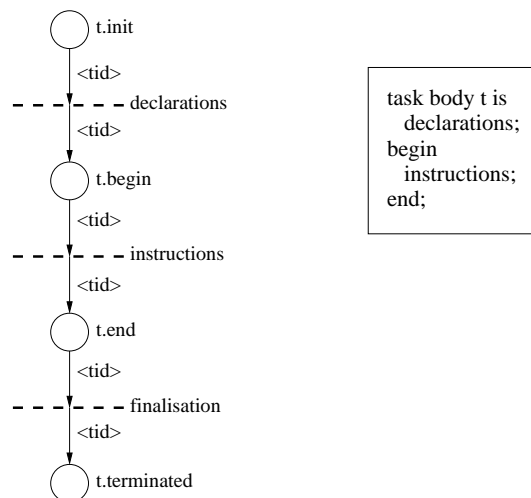 t.init
<tid>
declarations
<tid>
t.begin
<tid>
instructions
<tid>
t.end
<tid>
finalisation
<tid>
t.terminated
task body t is
declarations;
begin
instructions;
end;